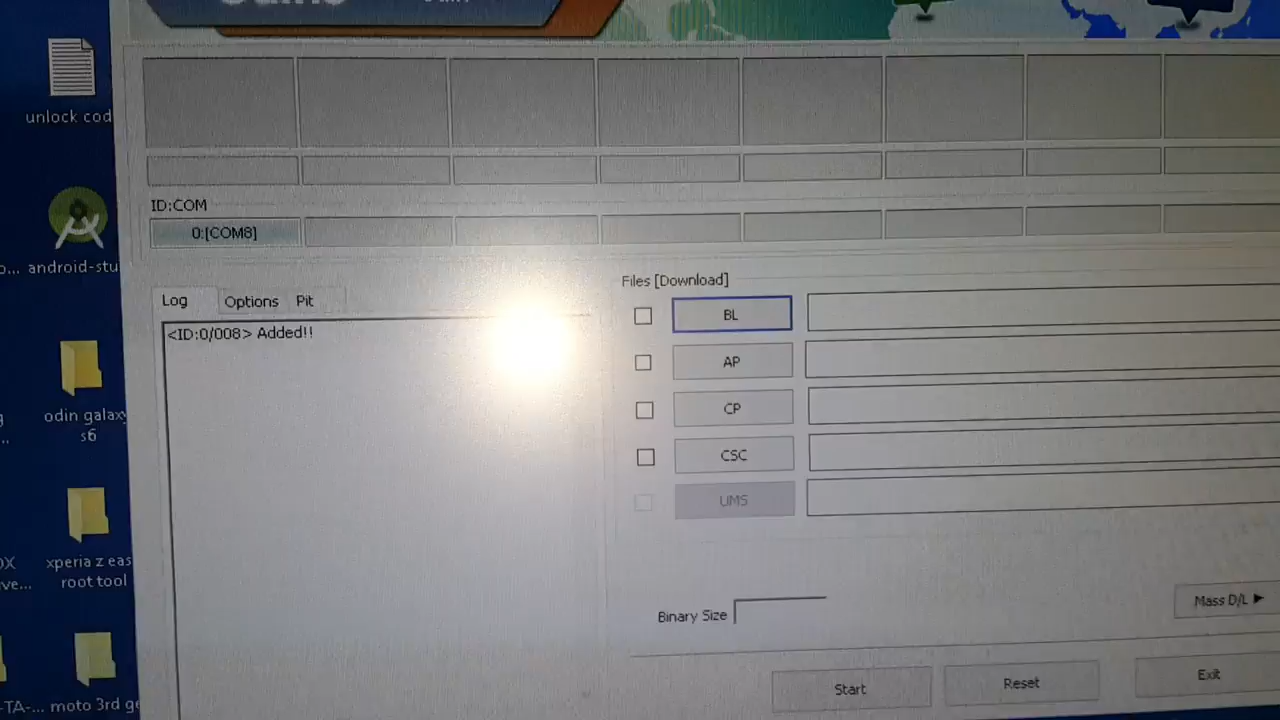 unlock cod
ID:COM
0:[COM8]
o... android-stu
Files [Download]
Log Options Pit
BL
<ID:0/008> Added!!
AP
odin galaxy
s6
CP
CSC
UMS
xperia z eas
root tool
Binary Size
Mass D/L
Start Reset Exit
-TA-... moto 3rd ge